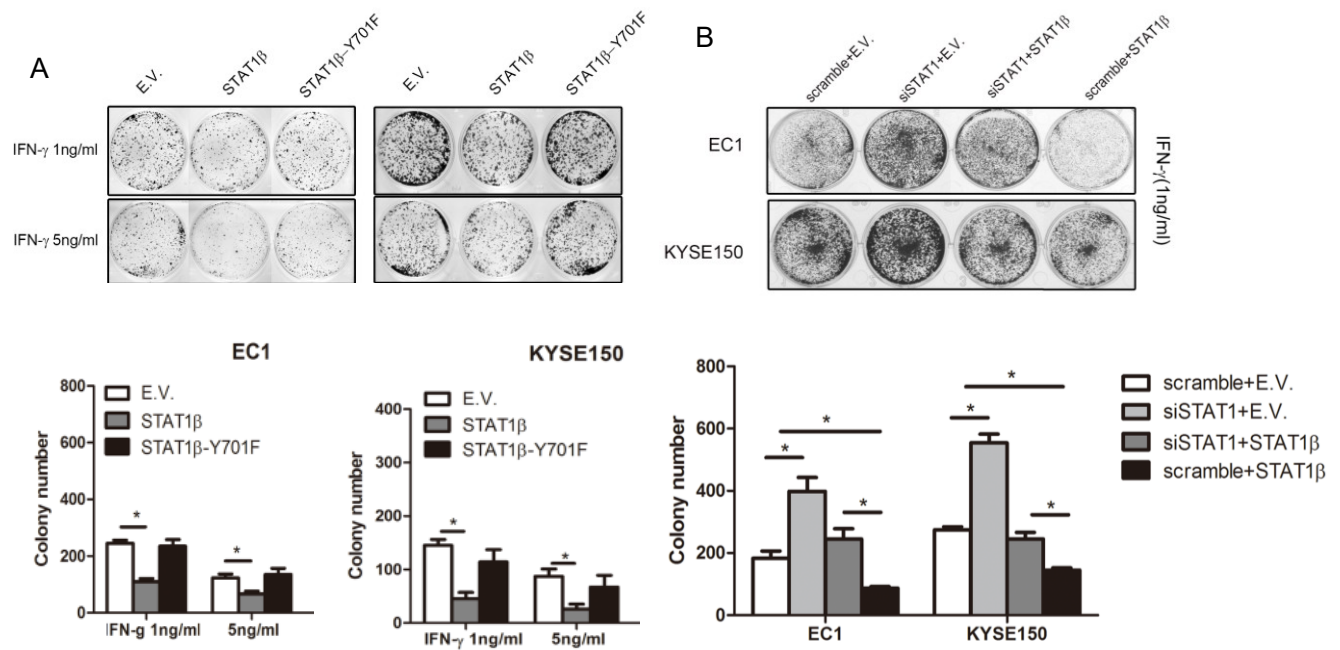 A
E.V.
STAT1β
STAT1β-Y701F
E.V.
STAT1β
STAT1β-Y701F
IFN-γ 1ng/ml
IFN-γ 5ng/ml
B
scramble+E.V.
siSTAT1+E.V.
siSTAT1+STAT1β
scramble+STAT1β
EC1
KYSE150
IFN-γ(1ng/ml)
EC1
Colony number
800
600
400
200
0
E.V.
STAT1β
STAT1β-Y701F
*
*
IFN-g 1ng/ml
5ng/ml
KYSE150
Colony number
400
300
200
100
0
E.V.
STAT1β
STAT1β-Y701F
*
*
IFN-γ 1ng/ml
5ng/ml
Colony number
800
600
400
200
0
*
*
*
*
*
*
EC1
KYSE150
scramble+E.V.
siSTAT1+E.V.
siSTAT1+STAT1β
scramble+STAT1β